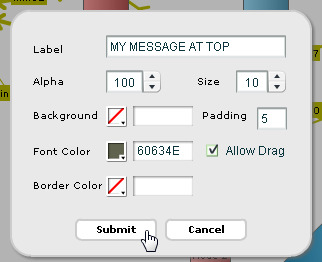 Label MY MESSAGE AT TOP
Alpha 100 Size 10
Background Padding 5
Font Color 60634E Allow Drag
Border Color
Submit Cancel